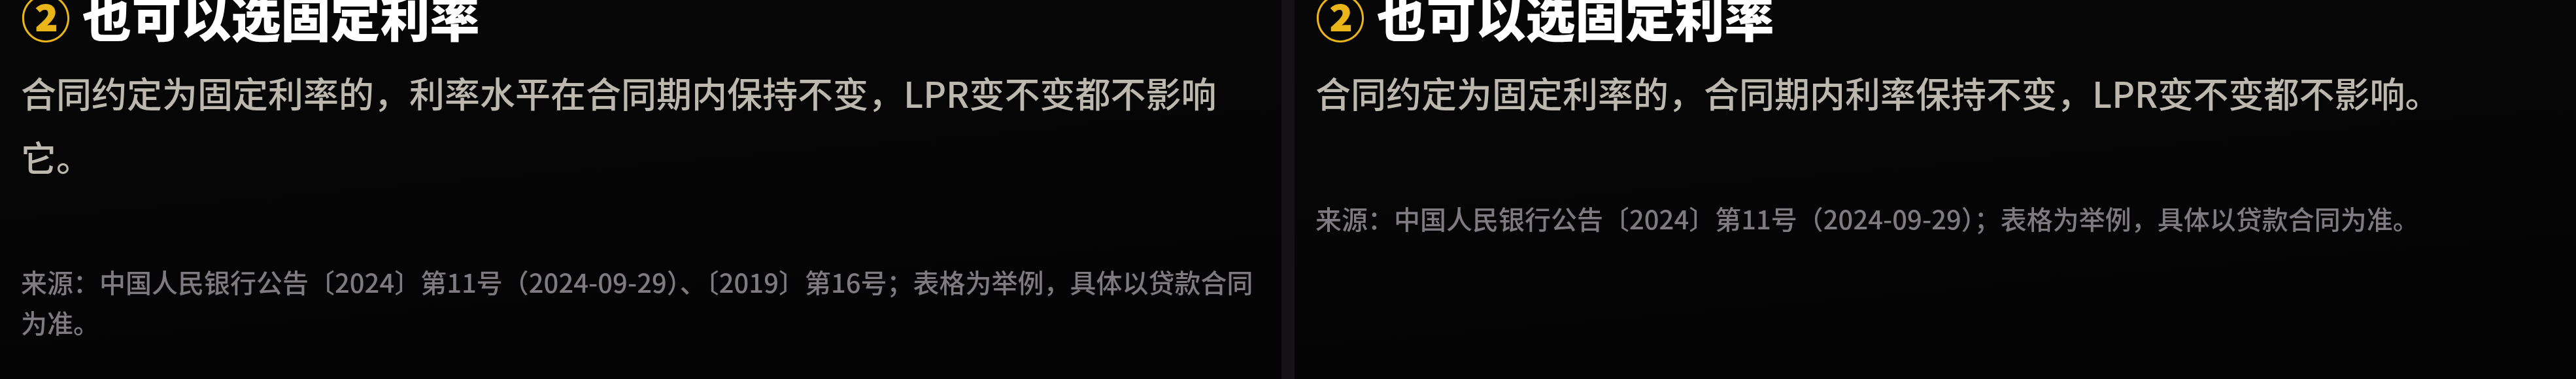 ② 也可以选固定利率
合同约定为固定利率的，利率水平在合同期内保持不变，LPR变不变都不影响
它。
来源：中国人民银行公告〔2024〕第11号（2024-09-29）、〔2019〕第16号；表格为举例，具体以贷款合同
为准。
② 也可以选固定利率
合同约定为固定利率的，合同期内利率保持不变，LPR变不变都不影响。
来源：中国人民银行公告〔2024〕第11号（2024-09-29）；表格为举例，具体以贷款合同为准。